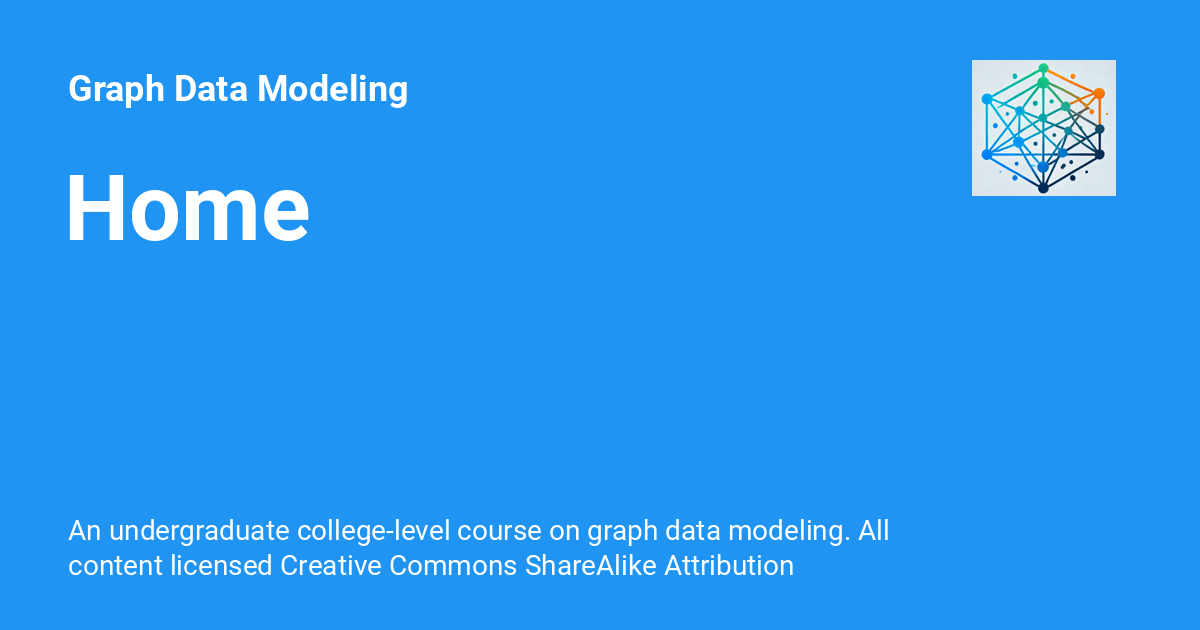 Graph Data Modeling
Home
An undergraduate college-level course on graph data modeling. All
content licensed Creative Commons ShareAlike Attribution